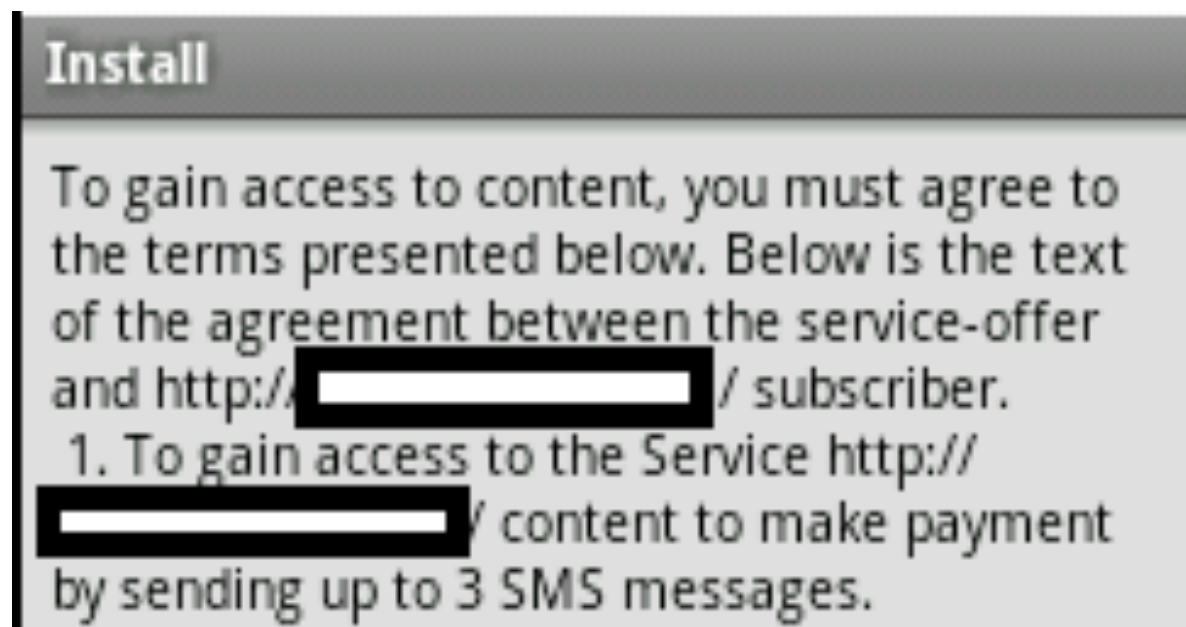 Install
To gain access to content, you must agree to
the terms presented below. Below is the text
of the agreement between the service-offer
and http:// / subscriber.
1. To gain access to the Service http://
/ content to make payment
by sending up to 3 SMS messages.